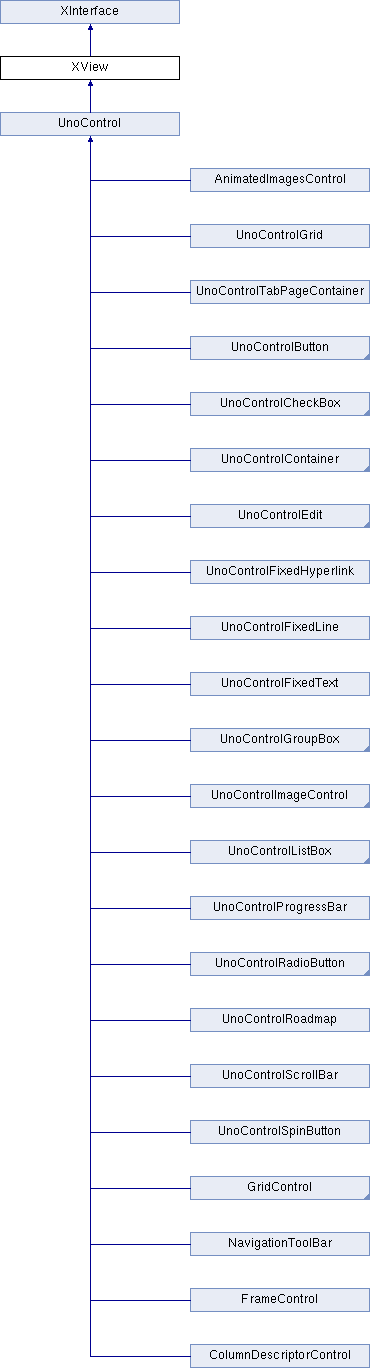 XInterface
XView
UnoControl
AnimatedImagesControl
UnoControlGrid
UnoControlTabPageContainer
UnoControlButton
UnoControlCheckBox
UnoControlContainer
UnoControlEdit
UnoControlFixedHyperlink
UnoControlFixedLine
UnoControlFixedText
UnoControlGroupBox
UnoControlImageControl
UnoControlListBox
UnoControlProgressBar
UnoControlRadioButton
UnoControlRoadmap
UnoControlScrollBar
UnoControlSpinButton
GridControl
NavigationToolBar
FrameControl
ColumnDescriptorControl